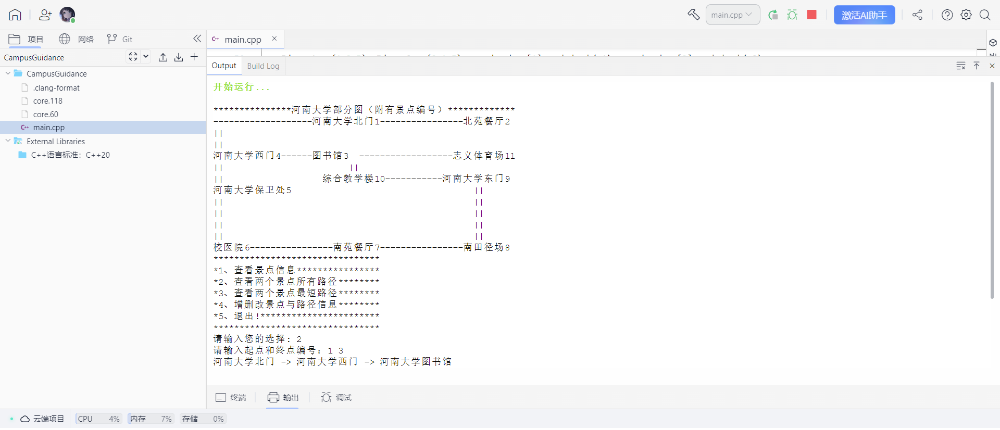 main.cpp
激活AI助手
项目
网络
Git
main.cpp
CampusGuidance
CampusGuidance
.clang-format
core.118
core.60
main.cpp
External Libraries
C++语言标准：C++20
Output
Build Log
开始运行...
***************河南大学部分图（附有景点编号）*************
-------------------河南大学北门1----------------北苑餐厅2
||
||
河南大学西门4------图书馆3  ------------------志义体育场11
||                         ||
||                   综合教学楼10-----------河南大学东门9
河南大学保卫处5                                   ||
||                                                ||
||                                                ||
||                                                ||
||                                                ||
校医院6----------------南苑餐厅7----------------南田径场8
********************************
*1、查看景点信息****************
*2、查看两个景点所有路径********
*3、查看两个景点最短路径********
*4、增删改景点与路径信息********
*5、退出!***********************
********************************
请输入您的选择: 2
请输入起点和终点编号: 1 3
河南大学北门 -> 河南大学西门 -> 河南大学图书馆
终端
输出
调试
云端项目
CPU 4%
内存 7%
存储 0%